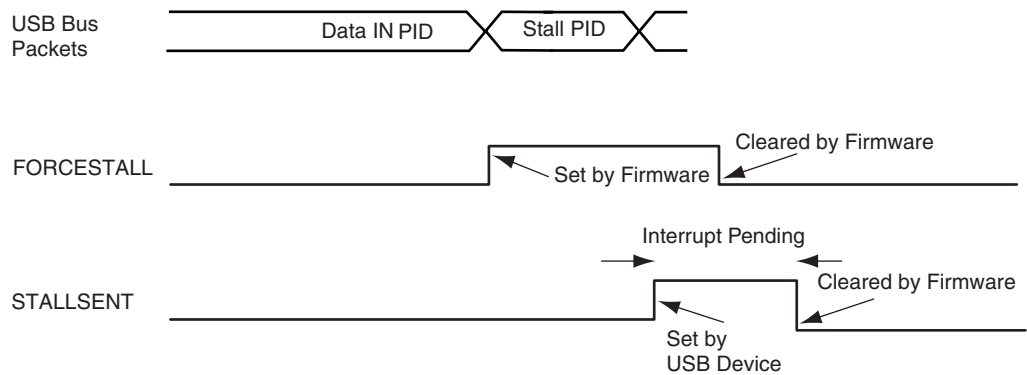 USB Bus
Packets
Data IN PID
Stall PID
FORCESTALL
Set by Firmware
Cleared by Firmware
Interrupt Pending
STALLSENT
Cleared by Firmware
Set by
USB Device